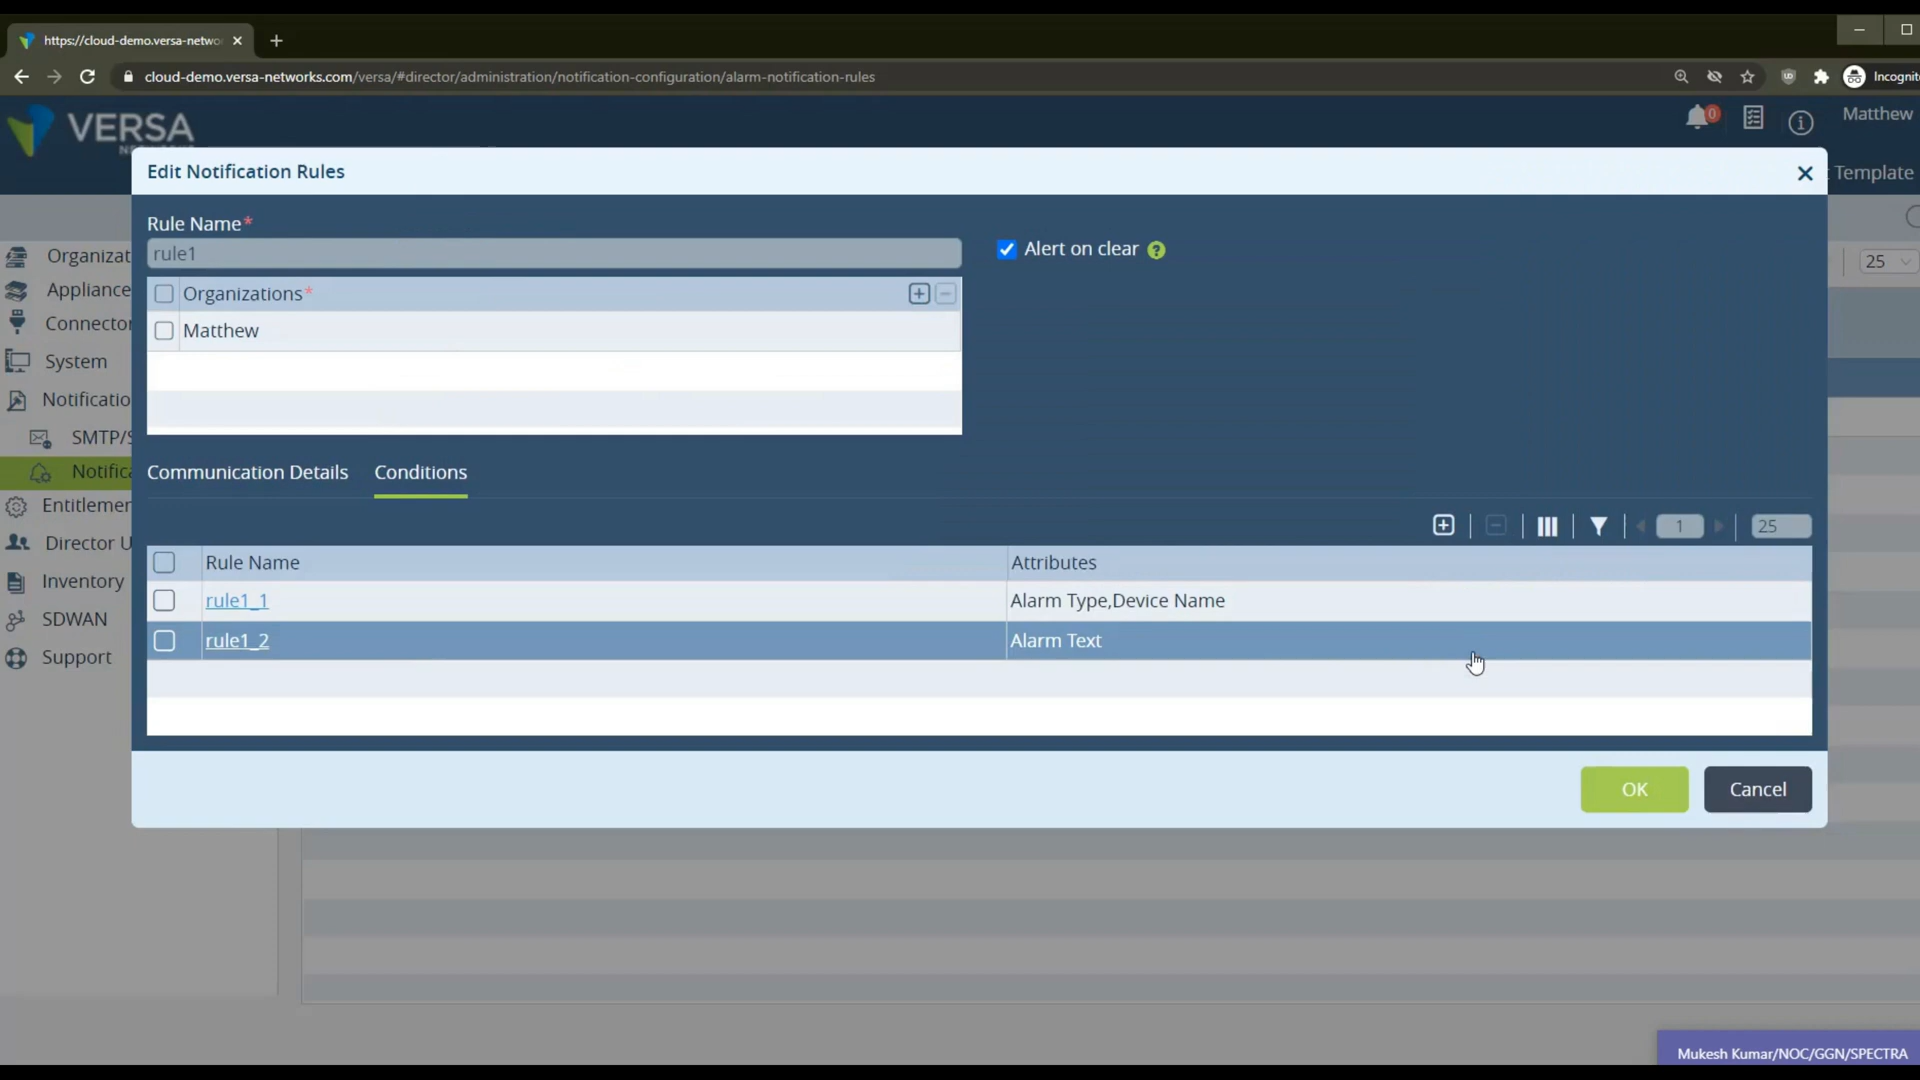 https://cloud-demo.versa-netwo
cloud-demo.versa-networks.com/versa/#director/administration/notification-configuration/alarm-notification-rules
Incognit
VERSA
0
Matthew
Edit Notification Rules
Template
Rule Name*
rule1
Alert on clear ?
25
Organizations*
Matthew
Organizat
Appliance
Connector
System
Notificatio
SMTP/S
Notifica
Entitlemen
Director U
Inventory
SDWAN
Support
Communication Details Conditions
1 25
Rule Name Attributes
rule1_1 Alarm Type,Device Name
rule1_2 Alarm Text
OK Cancel
Mukesh Kumar/NOC/GGN/SPECTRA